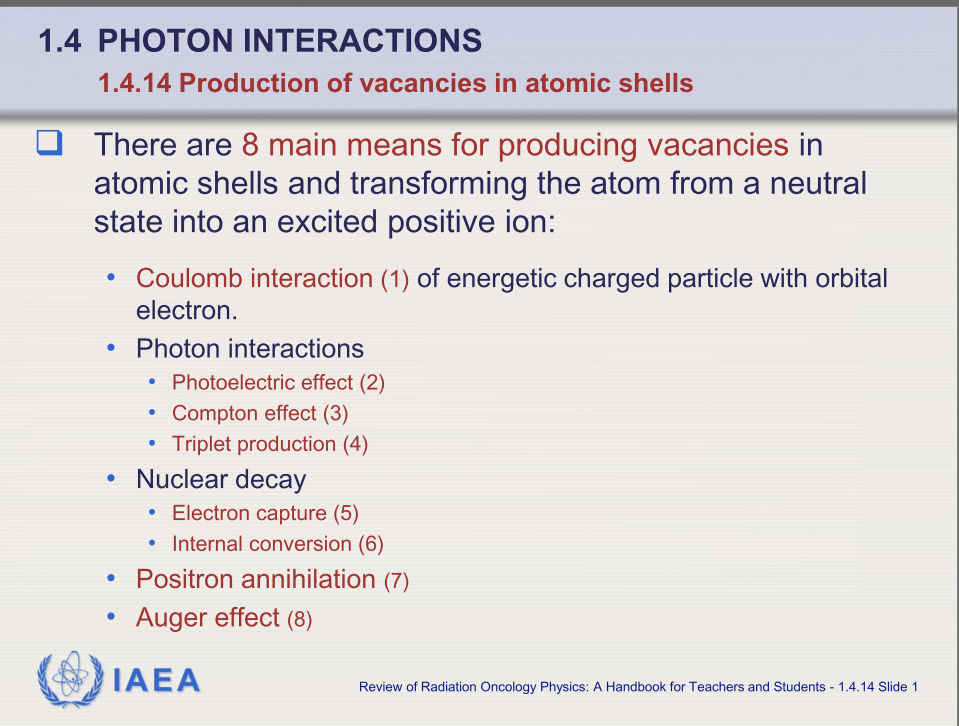 1.4 PHOTON INTERACTIONS
1.4.14 Production of vacancies in atomic shells
There are 8 main means for producing vacancies in
atomic shells and transforming the atom from a neutral
state into an excited positive ion:
• Coulomb interaction (1) of energetic charged particle with orbital
electron.
• Photon interactions
• Photoelectric effect (2)
• Compton effect (3)
• Triplet production (4)
• Nuclear decay
• Electron capture (5)
• Internal conversion (6)
• Positron annihilation (7)
• Auger effect (8)
IAEA
Review of Radiation Oncology Physics: A Handbook for Teachers and Students - 1.4.14 Slide 1